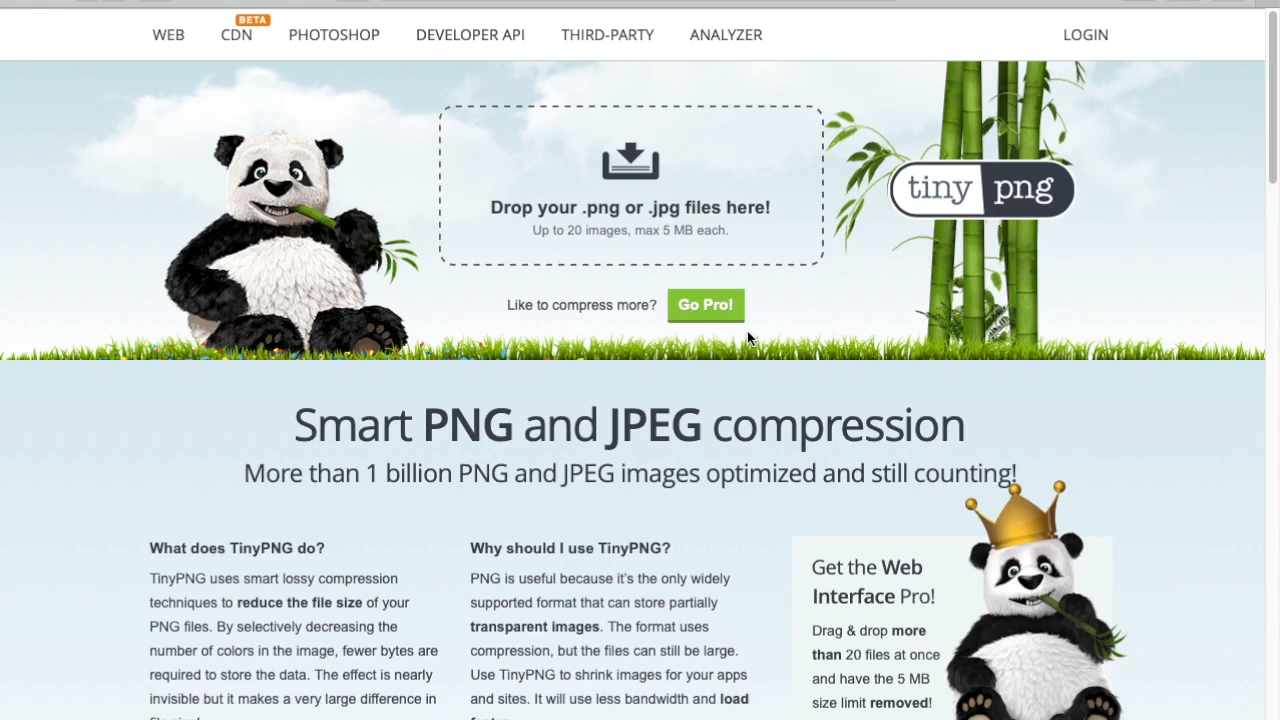 BETA
WEB CDN PHOTOSHOP DEVELOPER API THIRD-PARTY ANALYZER LOGIN
Drop your .png or .jpg files here!
Up to 20 images, max 5 MB each.
tiny png
Like to compress more? Go Pro!
Smart PNG and JPEG compression
More than 1 billion PNG and JPEG images optimized and still counting!
What does TinyPNG do?
TinyPNG uses smart lossy compression
techniques to reduce the file size of your
PNG files. By selectively decreasing the
number of colors in the image, fewer bytes are
required to store the data. The effect is nearly
invisible but it makes a very large difference in
Why should I use TinyPNG?
PNG is useful because it's the only widely
supported format that can store partially
transparent images. The format uses
compression, but the files can still be large.
Use TinyPNG to shrink images for your apps
and sites. It will use less bandwidth and load
Get the Web
Interface Pro!
Drag & drop more
than 20 files at once
and have the 5 MB
size limit removed!